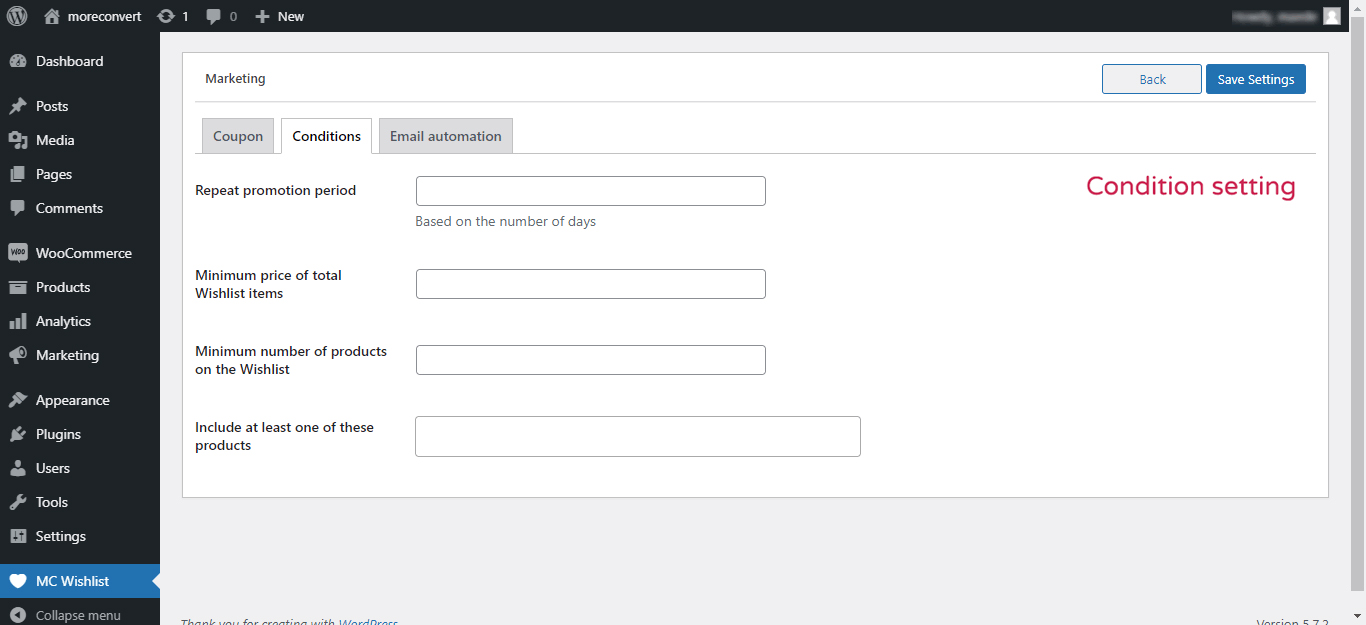 moreconvert 1 0 New
Dashboard
Posts
Media
Pages
Comments
WooCommerce
Products
Analytics
Marketing
Appearance
Plugins
Users
Tools
Settings
MC Wishlist
Collapse menu
Marketing
Back
Save Settings
Coupon
Conditions
Email automation
Condition setting
Repeat promotion period
Based on the number of days
Minimum price of total
Wishlist items
Minimum number of products
on the Wishlist
Include at least one of these
products
Thank you for creating with WordPress
Version 5.7.2